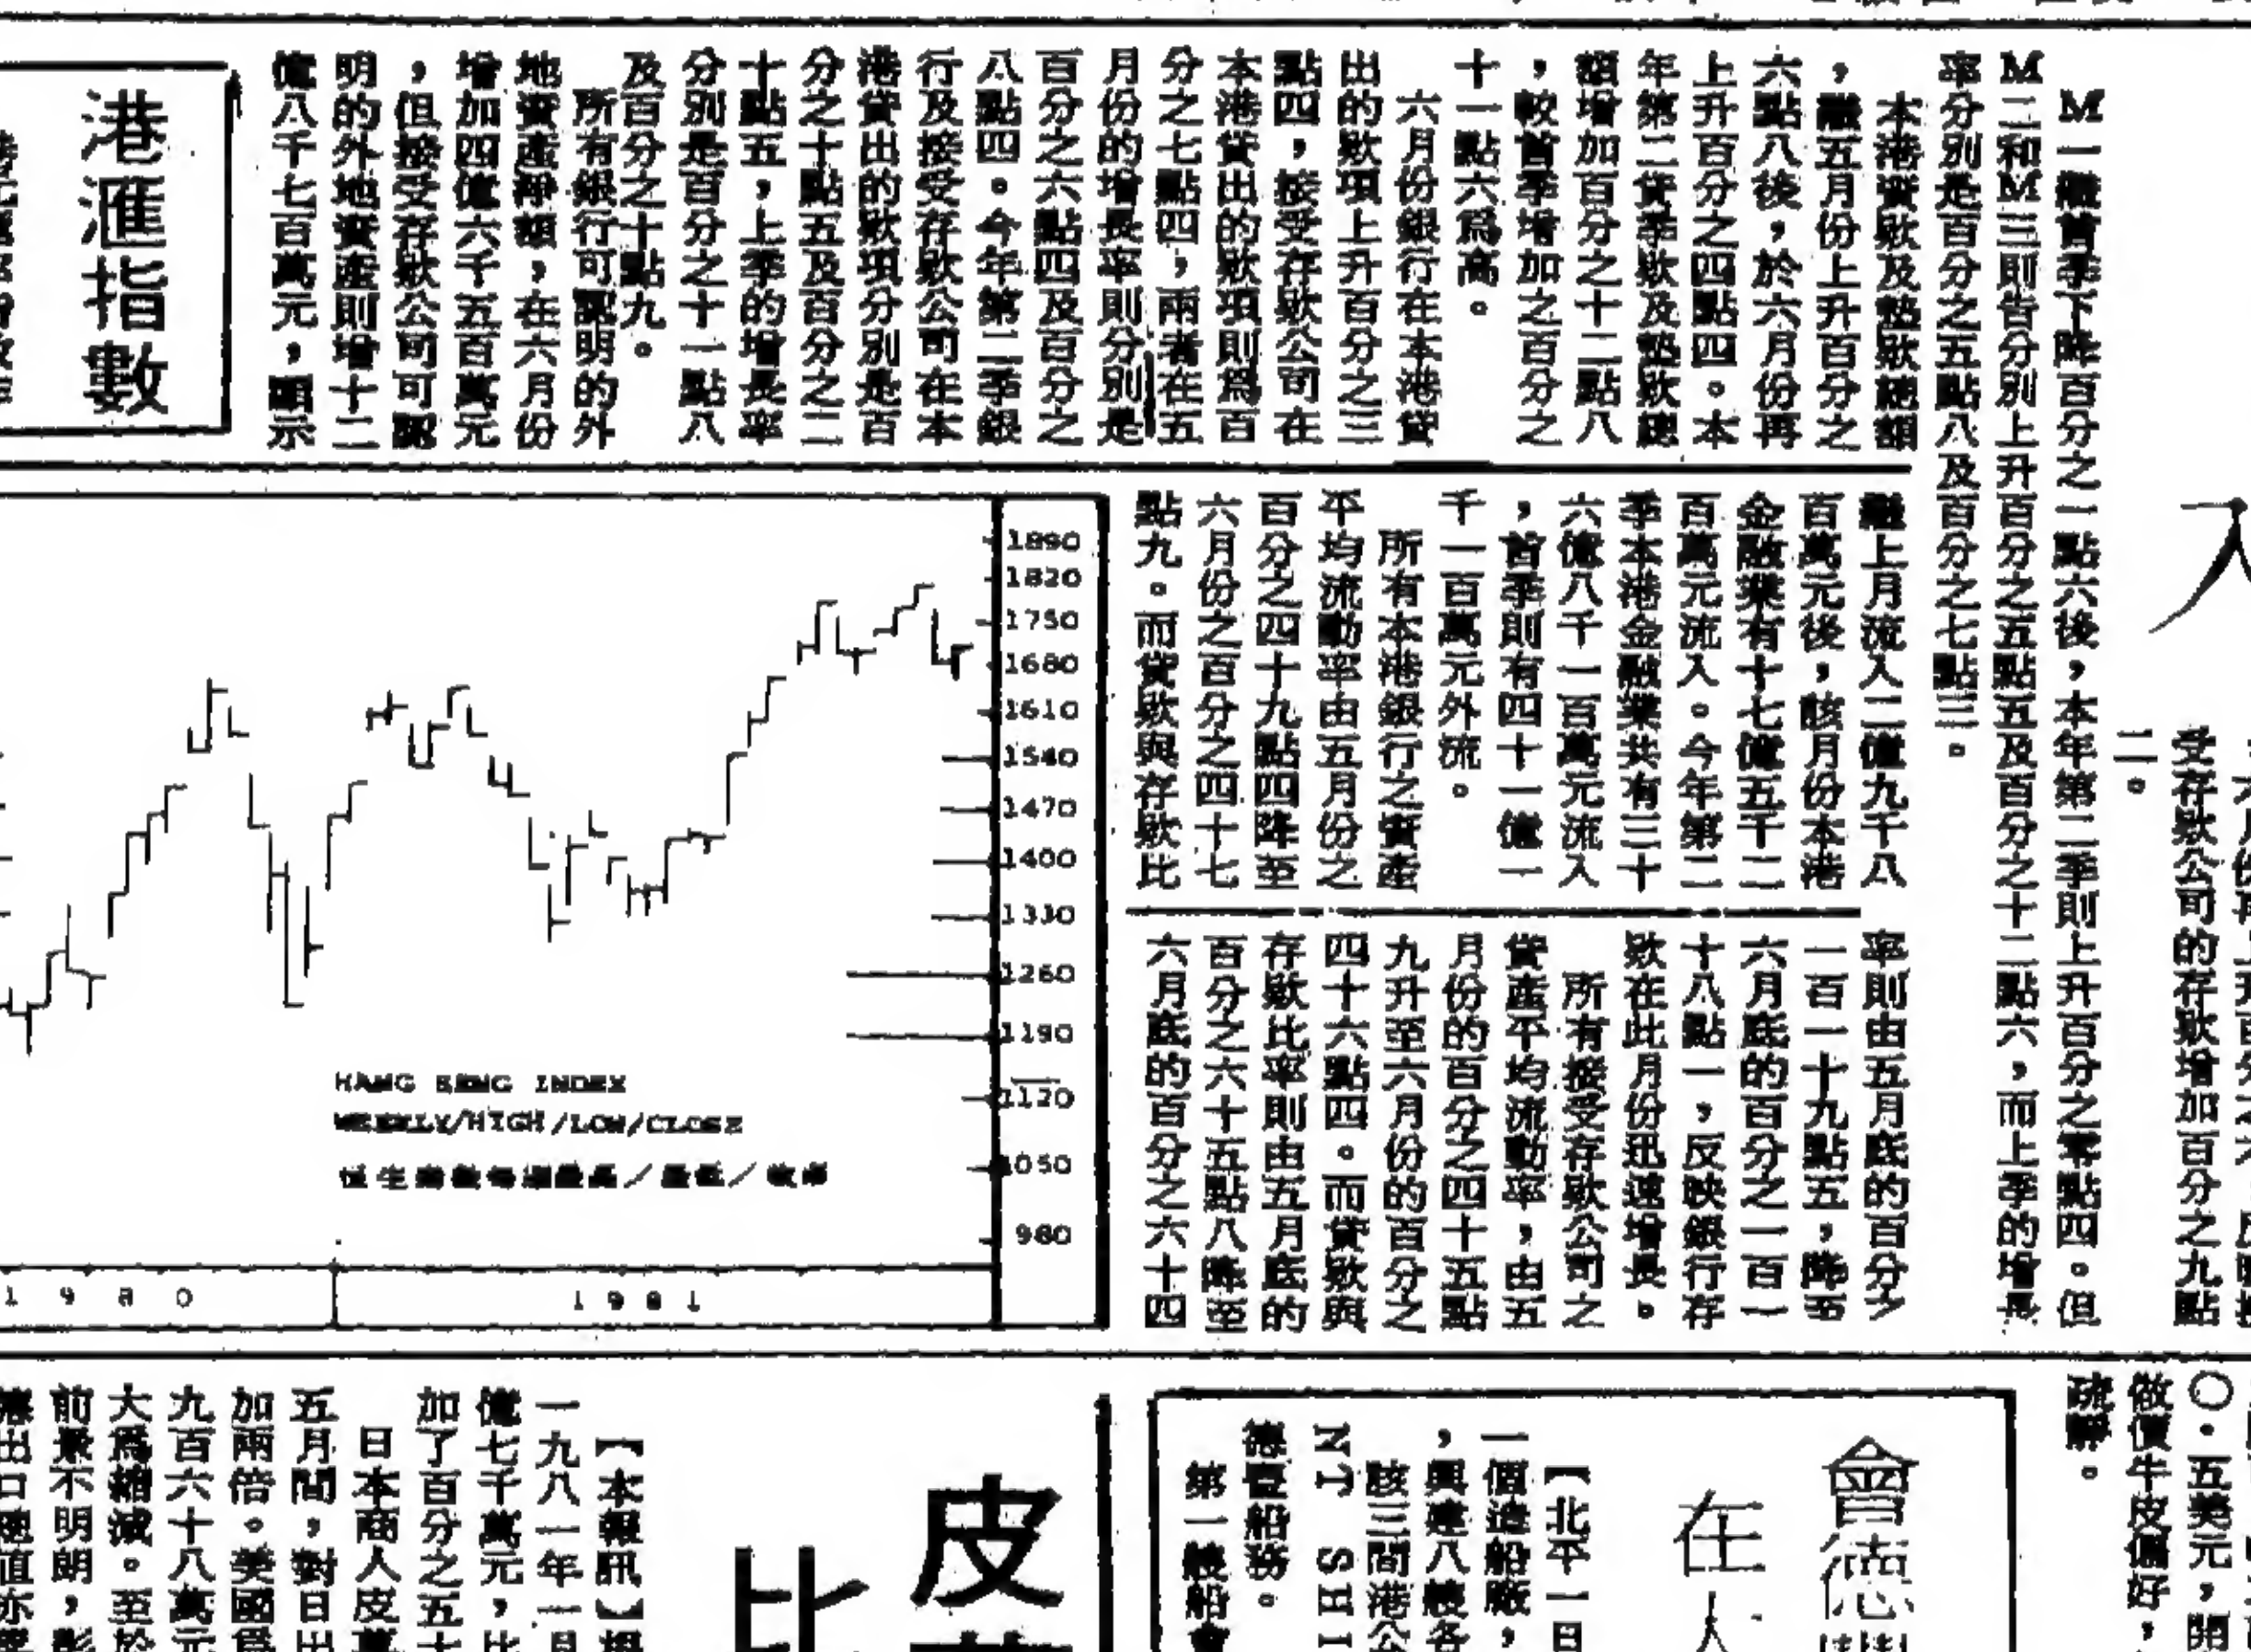 M一繼首季下降百分之一點六後，本年第二季則上升百分之零點四。但
M二和M三則告分別上升百分之五點五及百分之十二點六，而上季的增長
率分別是百分之五點八及百分之七點三。
本港貸款及墊款總額
，繼五月份上升百分之
六點八後，於六月份再
上升百分之四點四。本
年第二季貸款及墊款總
額增加百分之十二點八
，較首季增加之百分之
十一點六爲高。
六月份銀行在本港貸
出的款項上升百分之三
點四，接受存款公司在
本港貸出的款項則爲百
分之七點四，兩者在五
月份的增長率則分別是
百分之六點四及百分之
八點四。今年第二季銀
行及接受存款公司在本
港貸出的款項分別是百
分之十點五及百分之二
十點五，上季的增長率
分別是百分之十一點八
及百分之十點九。
所有銀行可認明的外
地資產淨額，在六月份
增加四億六千五百萬元
，但接受存款公司可認
明的外地資產則增十二
億八千七百萬元，顯示
繼上月流入二億九千八
百萬元後，該月份本港
金融業有十七億五千二
百萬元流入。今年第二
季本港金融業共有三十
六億八千一百萬元流入
，首季則有四十一億一
千一百萬元外流。
所有本港銀行之資產
平均流動率由五月份之
百分之四十九點四降至
六月份之百分之四十七
點九。而貸款與存款比
率則由五月底的百分之
一百一十九點五，降至
六月底的百分之一百一
十八點一，反映銀行存
款在此月份迅速增長。
所有接受存款公司之
資產平均流動率，由五
月份的百分之四十五點
九升至六月份的百分之
四十六點四。而貸款與
存款比率則由五月底的
百分之六十五點八降至
六月底的百分之六十四
入
受存款公司的存款增加百分之九點
二。
港滙指數
1890
1820
1750
1680
1610
1540
1470
1400
1330
1260
1190
1120
1050
980
HANG SENG INDEX
WEEKLY/HIGH/LOW/CLOSE
恒生指數每週最高／最低／收市
1980
1981
〇·五美元，開
做價牛皮偏好，
疏靜。
會德
在
【北平一日
一個造船廠，
，興建八艘各
該三間港公
NJ SHI
德豐船務。
第一艘船會
皮
比
【本報訊】
一九八一年一月
億七千萬元，比
加了百分之五十
日本商人皮
五月間，對日出
加兩倍。美國爲
九百六十八萬元
大爲縮減。至於
前景不明朗，影
出口總值亦